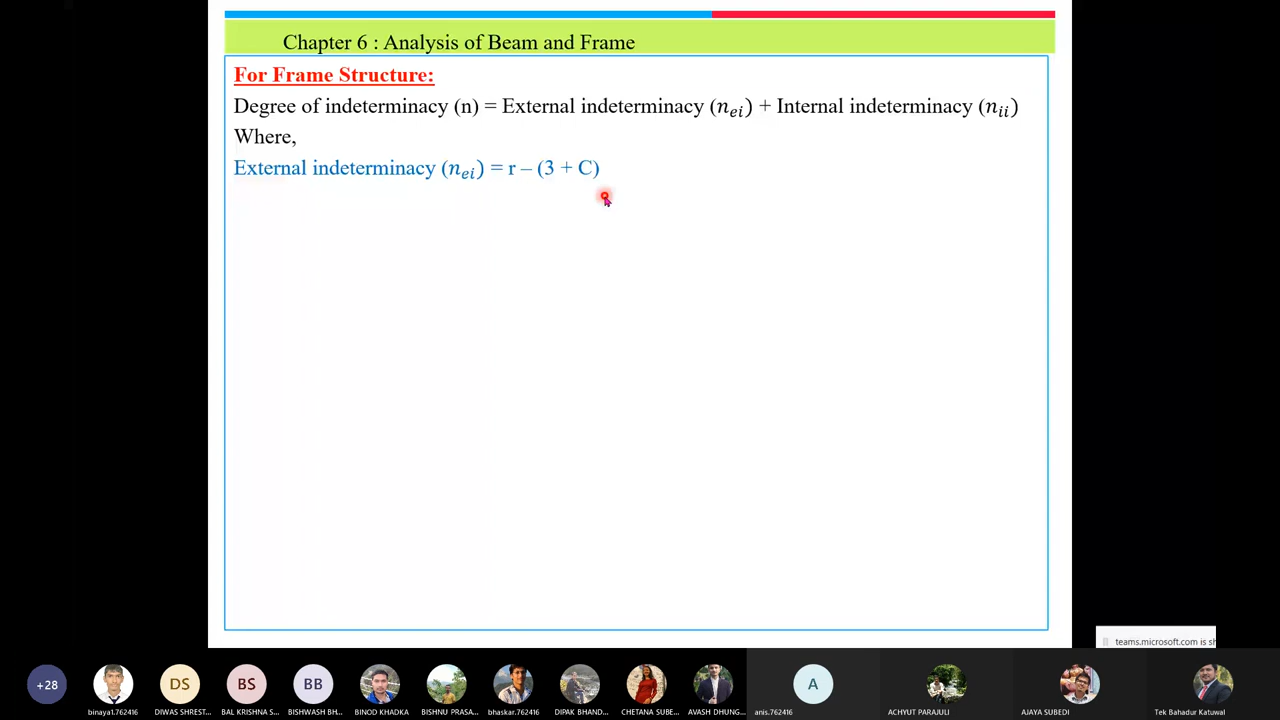 Chapter 6 : Analysis of Beam and Frame
For Frame Structure:
Degree of indeterminacy (n) = External indeterminacy (𝑛𝑒𝑖) + Internal indeterminacy (𝑛𝑖𝑖)
Where,
External indeterminacy (𝑛𝑒𝑖) = r – (3 + C)
teams.microsoft.com is sh
+28
DS
BS
BB
A
binaya1.762416
DIWAS SHREST...
BAL KRISHNA S...
BISHWASH BH...
BINOD KHADKA
BISHNU PRASA...
bhaskar.762416
DIPAK BHAND...
CHETANA SUBE...
AVASH DHUNG...
anis.762416
ACHYUT PARAJULI
AJAYA SUBEDI
Tek Bahadur Katuwal